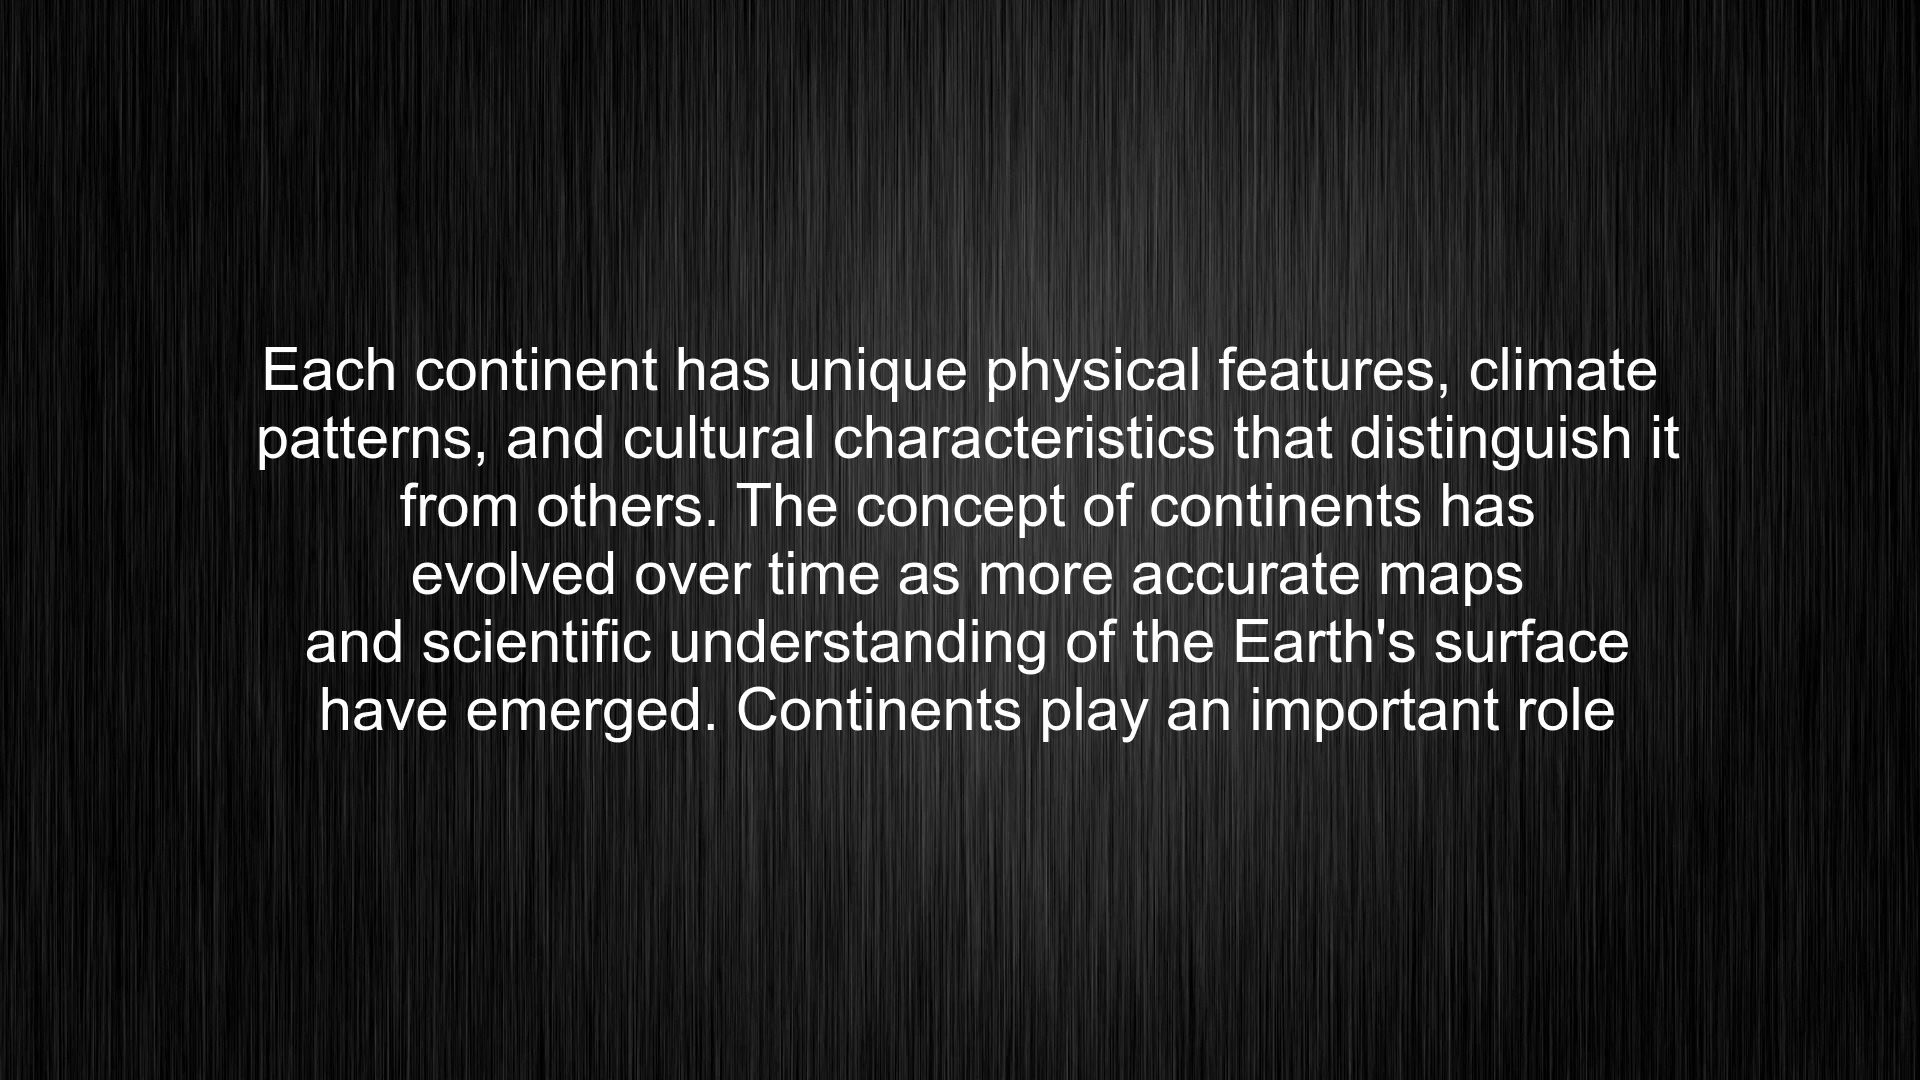 Each continent has unique physical features, climate
patterns, and cultural characteristics that distinguish it
from others. The concept of continents has
evolved over time as more accurate maps
and scientific understanding of the Earth's surface
have emerged. Continents play an important role